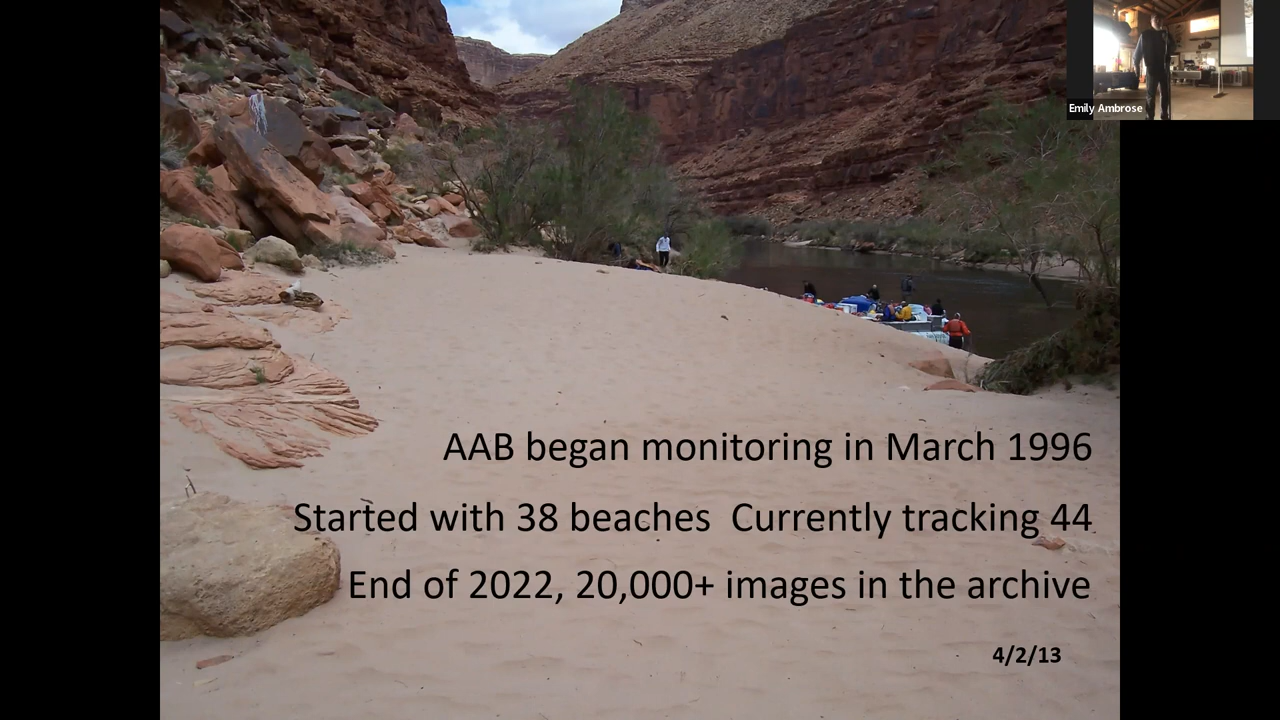 Emily Ambrose
AAB began monitoring in March 1996
Started with 38 beaches  Currently tracking 44
End of 2022, 20,000+ images in the archive
4/2/13